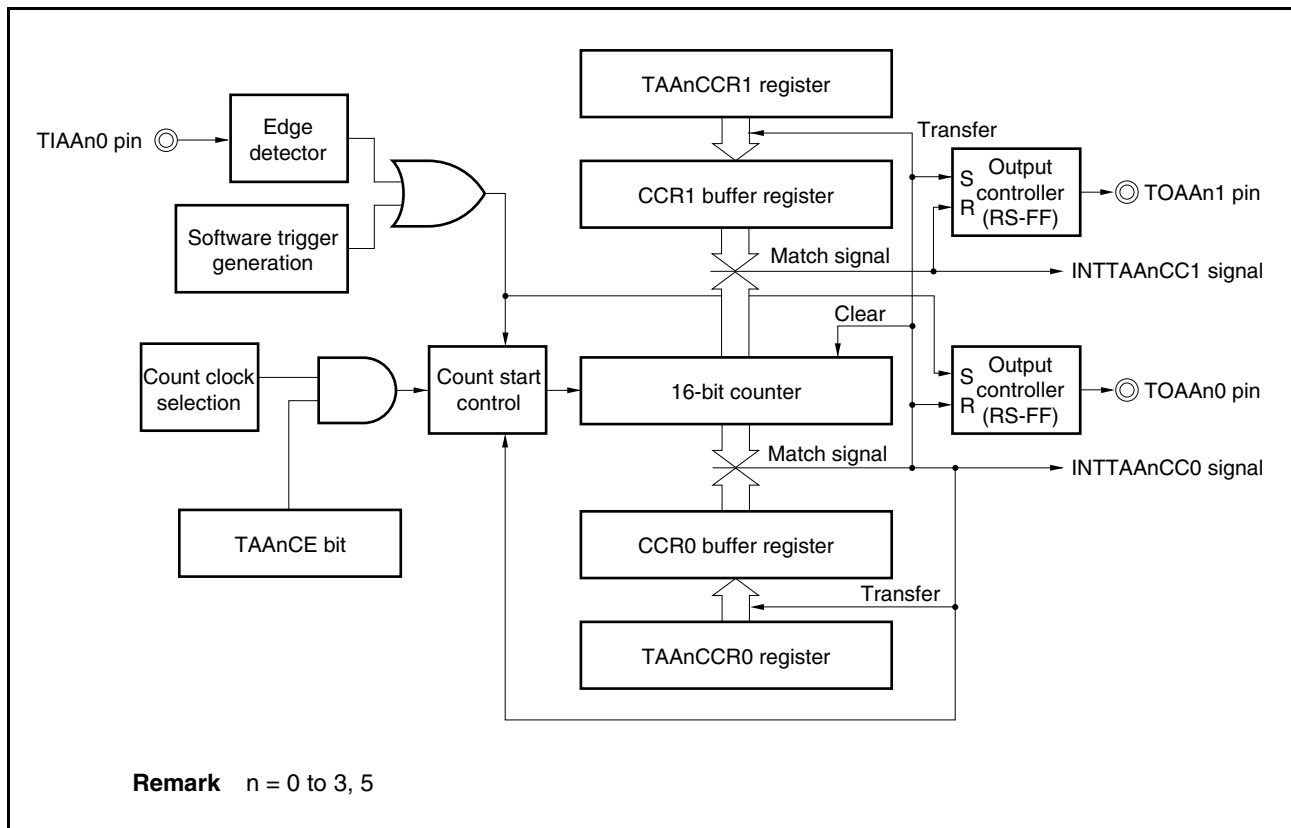 TAAnCCR1 register
TIAAn0 pin
Edge
detector
Transfer
Software trigger
generation
CCR1 buffer register
S
R
Output
controller
(RS-FF)
TOAAn1 pin
Match signal
INTTAAnCC1 signal
Clear
Count clock
selection
Count start
control
16-bit counter
S
R
Output
controller
(RS-FF)
TOAAn0 pin
Match signal
INTTAAnCC0 signal
TAAnCE bit
CCR0 buffer register
Transfer
TAAnCCR0 register
Remark n = 0 to 3, 5